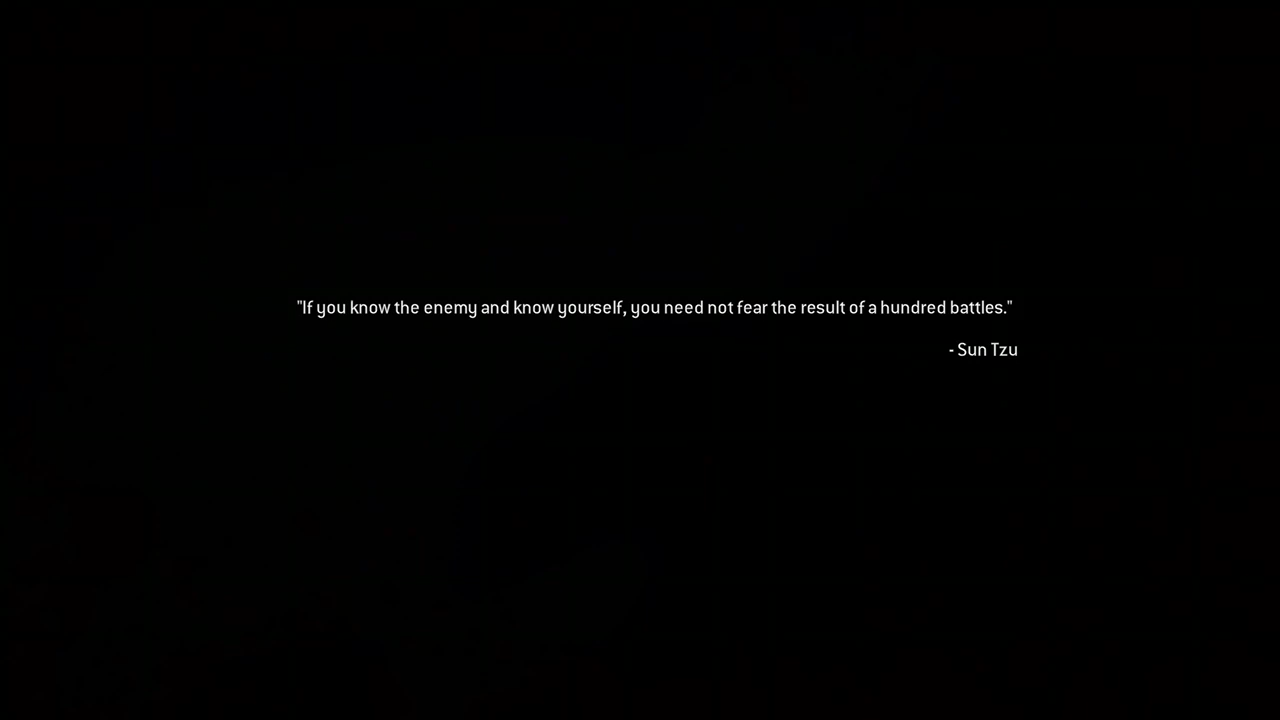 "If you know the enemy and know yourself, you need not fear the result of a hundred battles."
- Sun Tzu